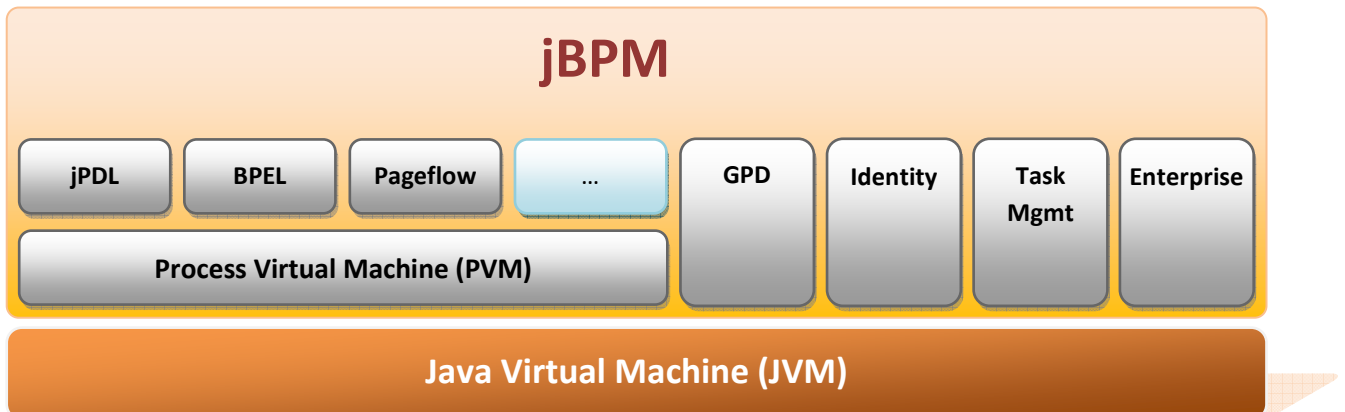 jBPM
jPDL
BPEL
Pageflow
...
GPD
Identity
Task
Mgmt
Enterprise
Process Virtual Machine (PVM)
Java Virtual Machine (JVM)